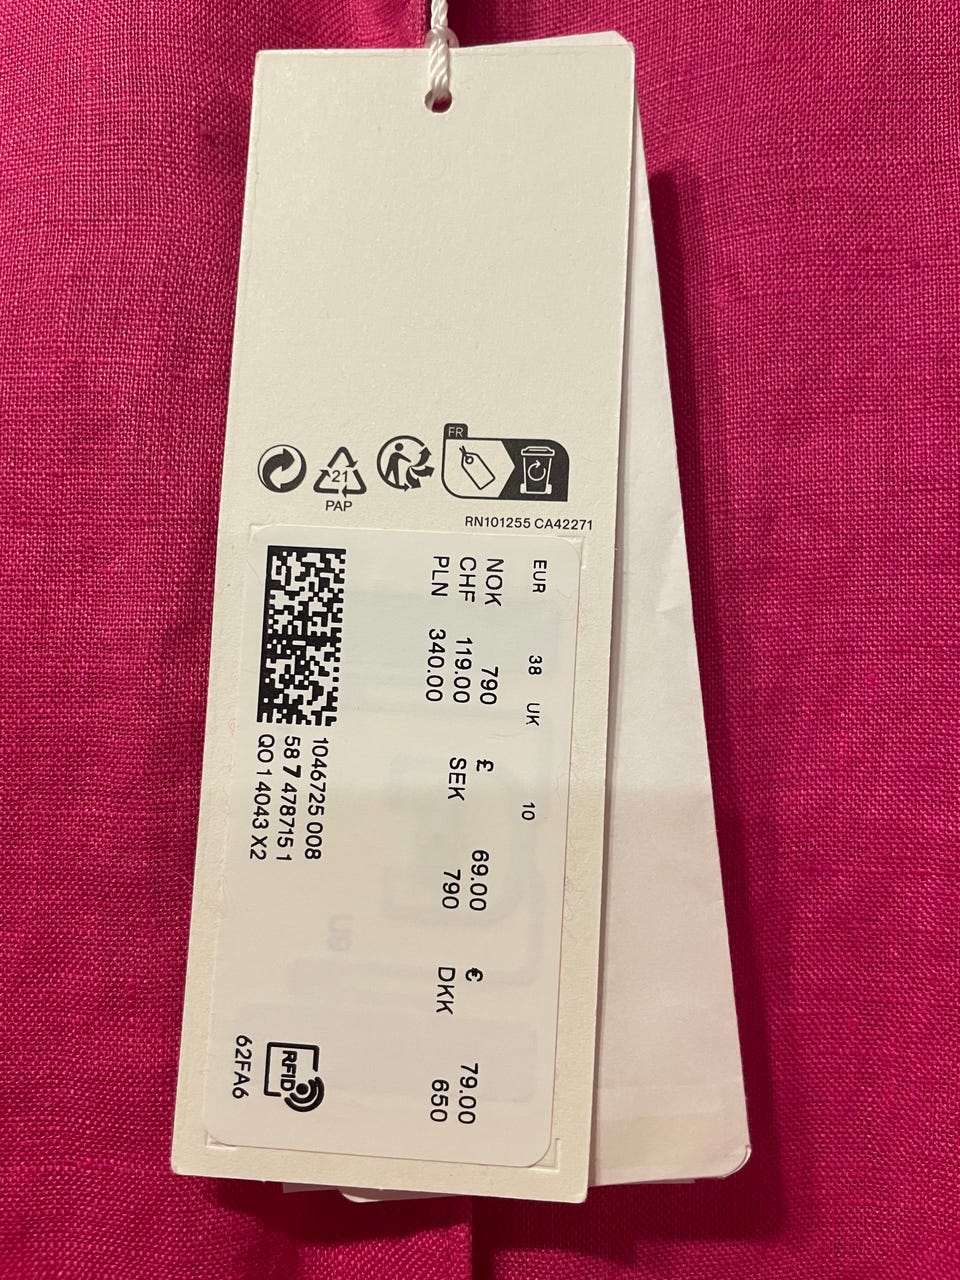 FR
21
PAP
RN101255 CA42271
EUR 38 UK 10
NOK 790 £ 69.00 € 79.00
CHF 119.00 SEK 790 DKK 650
PLN 340.00
1046725 008
58 7 478715 1
QO 1 4043 X2
RFID
62FA6